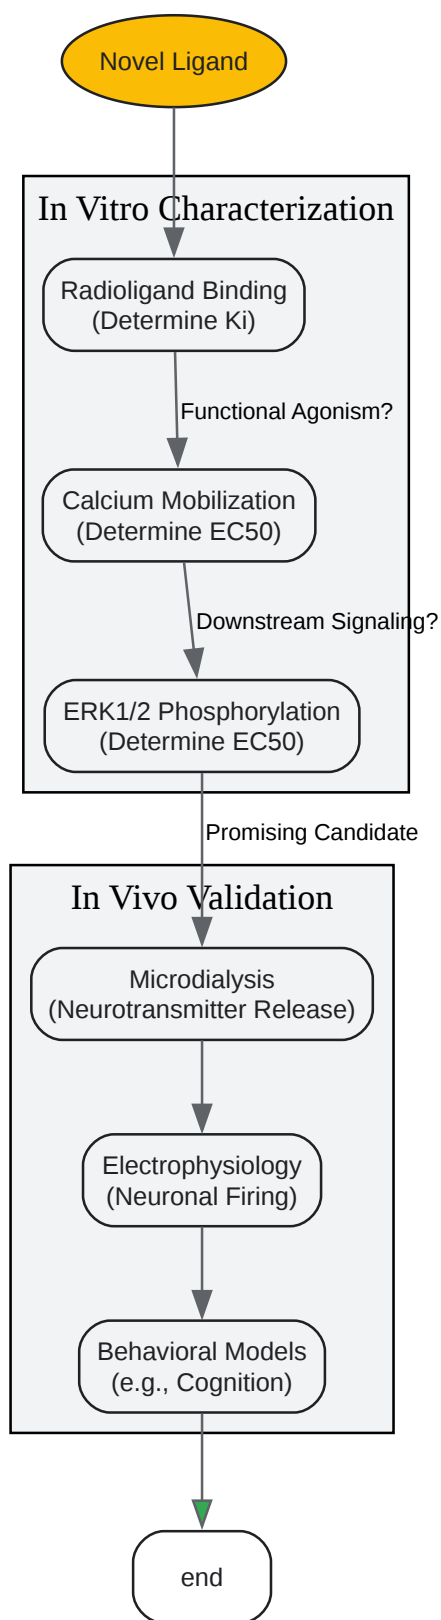 Novel Ligand
In Vitro Characterization
Radioligand Binding
(Determine Ki)
Functional Agonism?
Calcium Mobilization
(Determine EC50)
Downstream Signaling?
ERK1/2 Phosphorylation
(Determine EC50)
Promising Candidate
In Vivo Validation
Microdialysis
(Neurotransmitter Release)
Electrophysiology
(Neuronal Firing)
Behavioral Models
(e.g., Cognition)
end